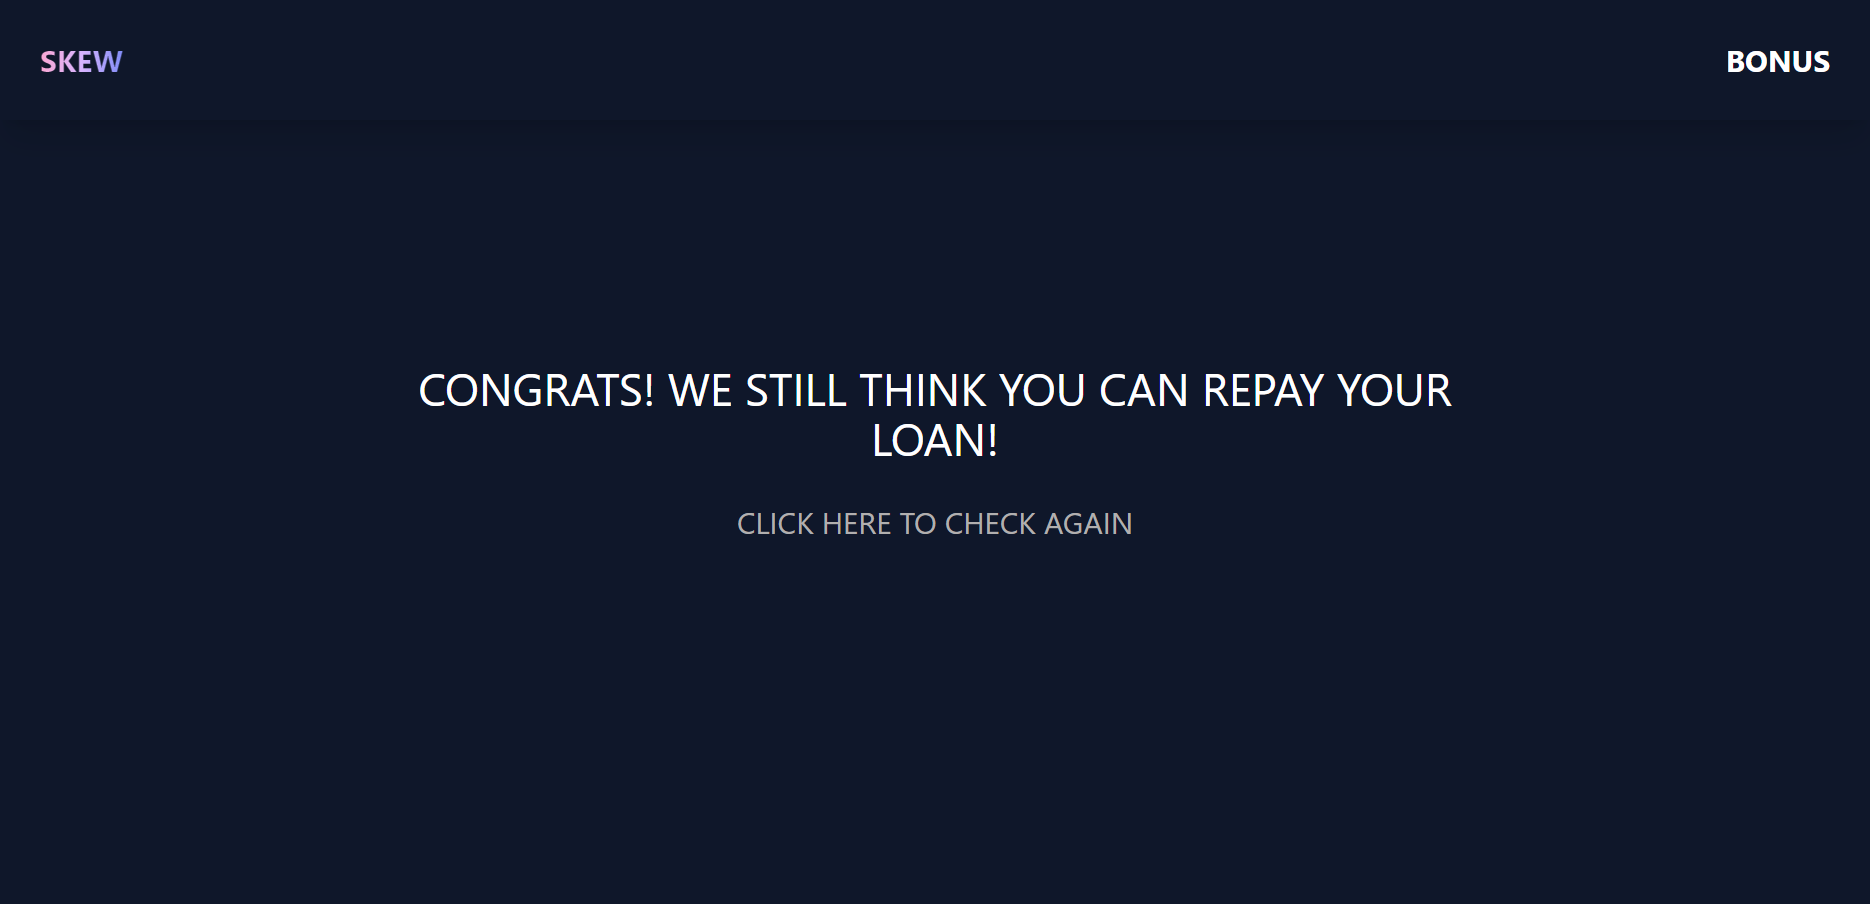 SKEW
BONUS
CONGRATS! WE STILL THINK YOU CAN REPAY YOUR
LOAN!
CLICK HERE TO CHECK AGAIN